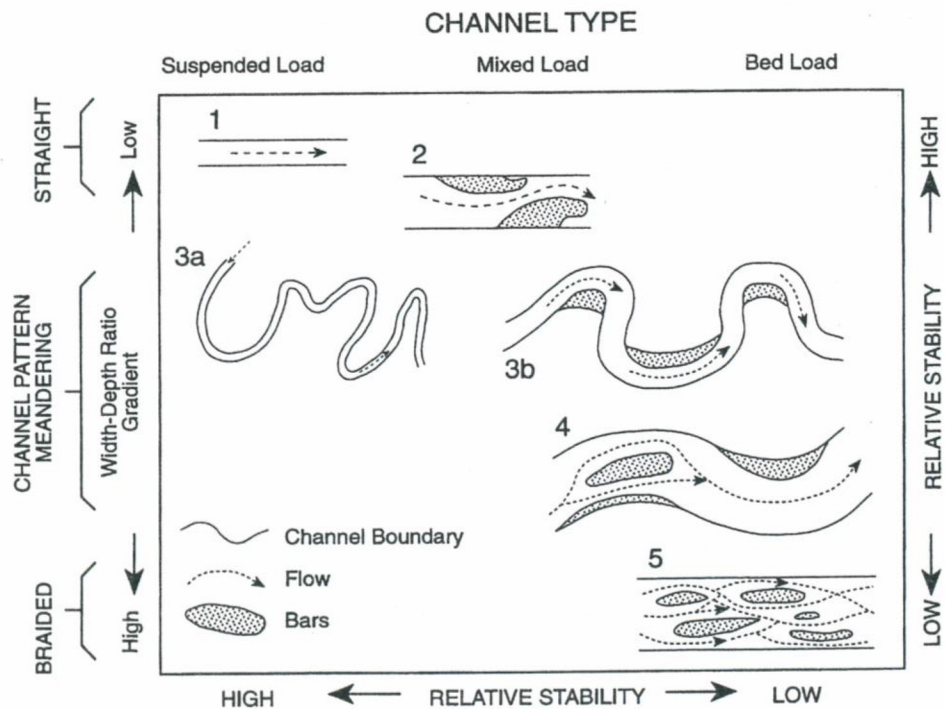 CHANNEL TYPE
Suspended Load Mixed Load Bed Load
STRAIGHT
Low
1
2
HIGH
3a
3b
CHANNEL PATTERN
MEANDERING
Width-Depth Ratio
Gradient
RELATIVE STABILITY
4
Channel Boundary
Flow
Bars
5
BRAIDED
High
LOW
HIGH RELATIVE STABILITY LOW